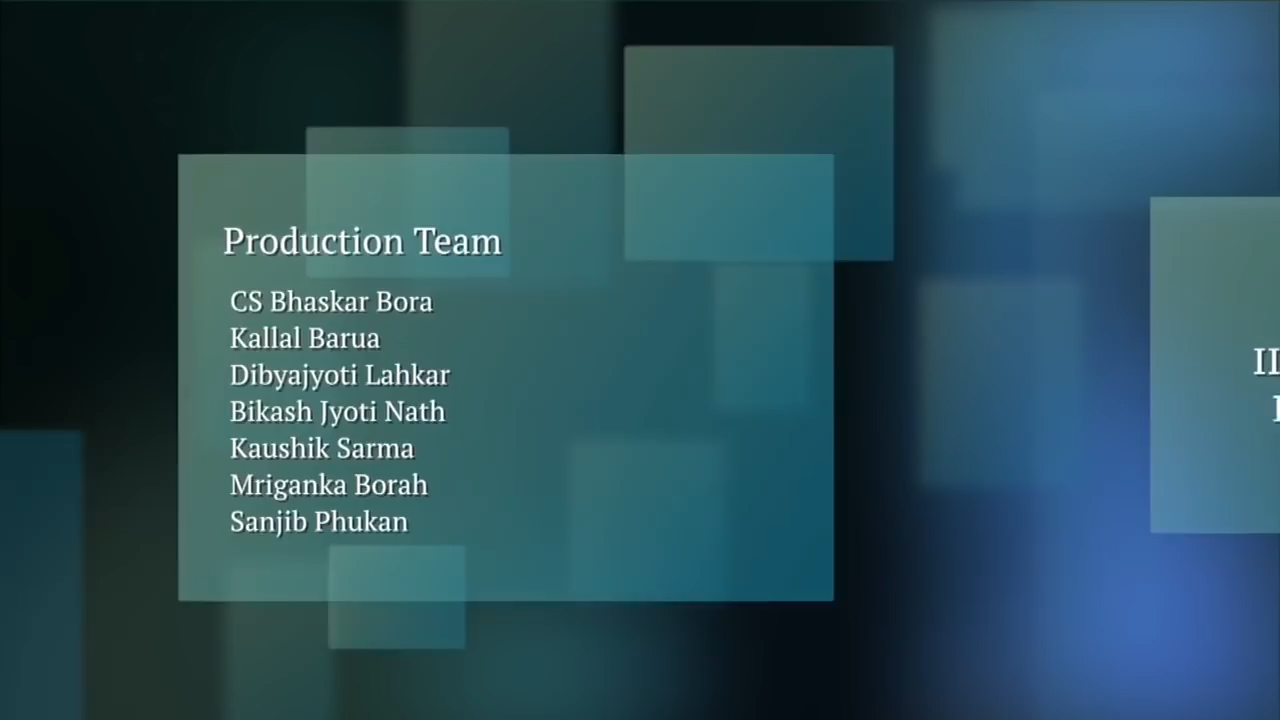 Production Team
CS Bhaskar Bora
Kallal Barua
Dibyajyoti Lahkar
Bikash Jyoti Nath
Kaushik Sarma
Mriganka Borah
Sanjib Phukan